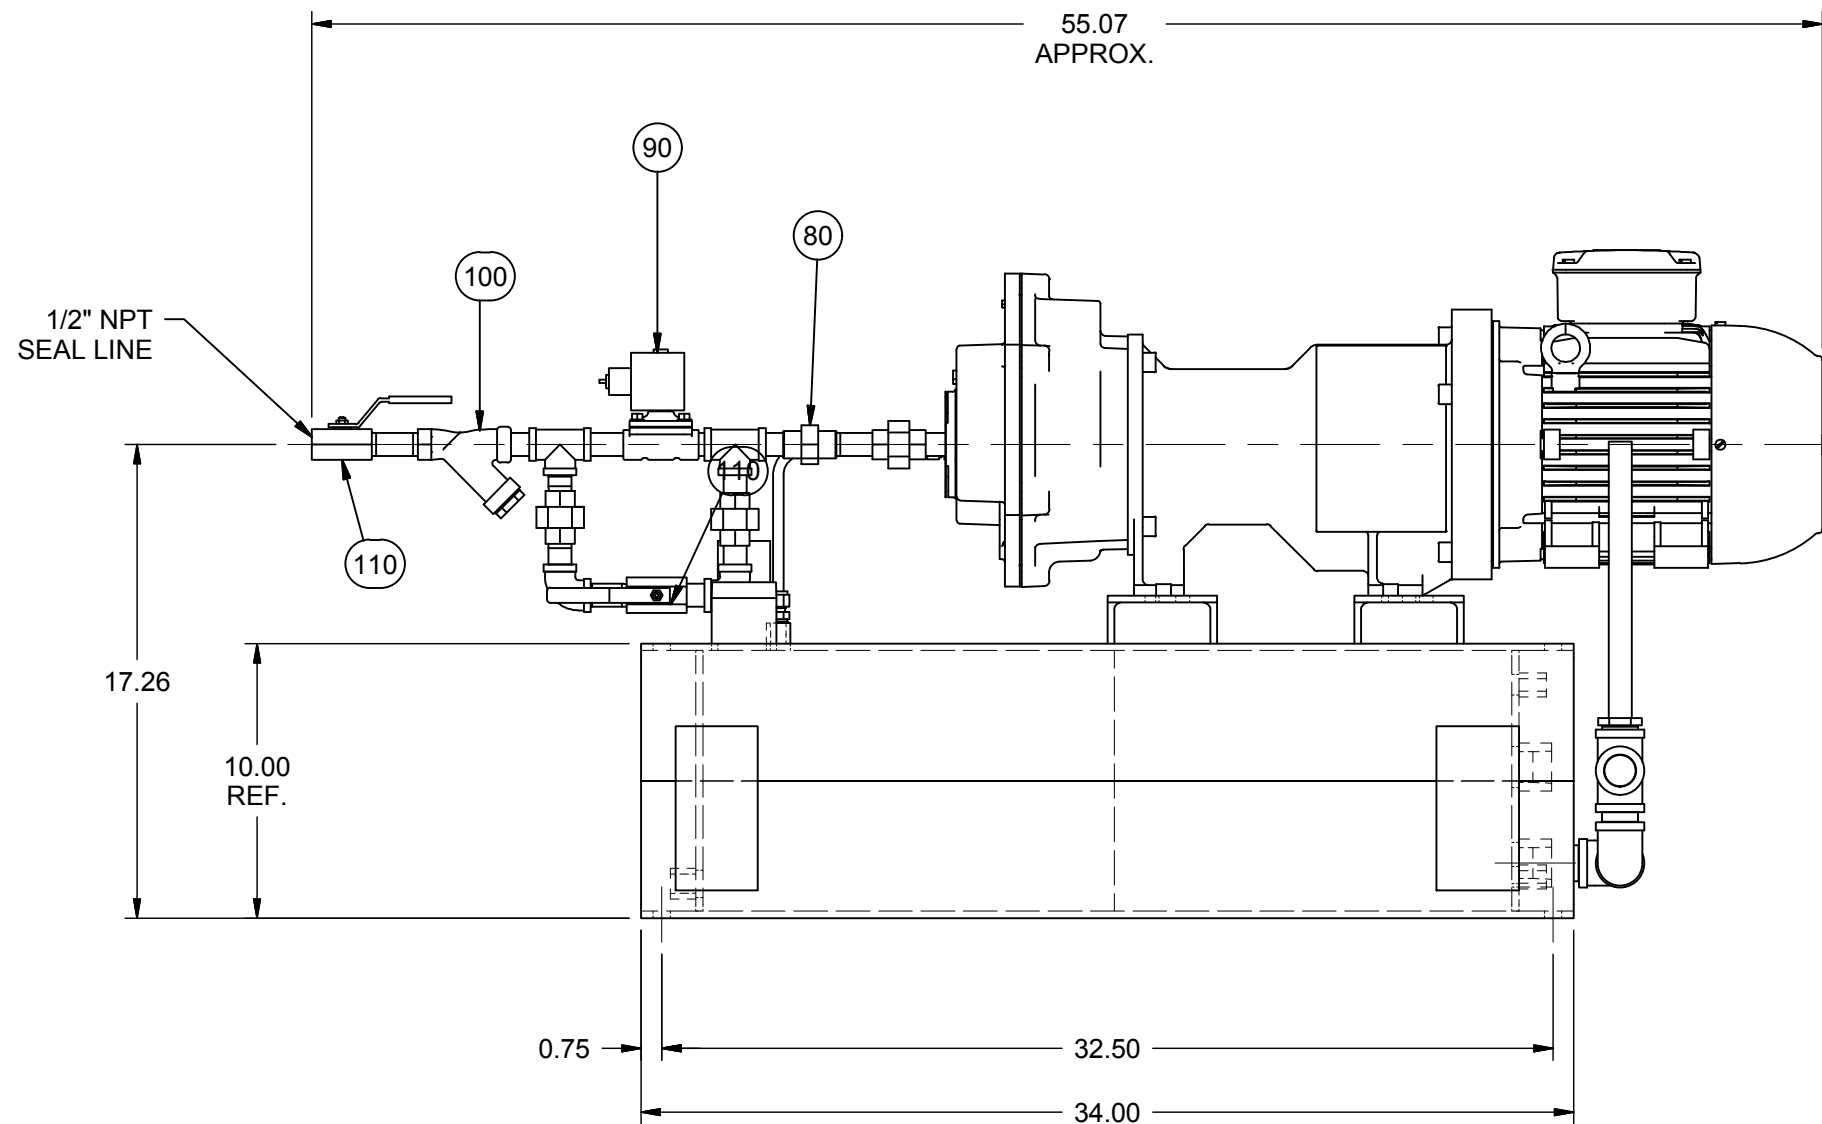 55.07
APPROX.
90
80
100
1/2" NPT
SEAL LINE
110
110
17.26
10.00
REF.
0.75
32.50
34.00